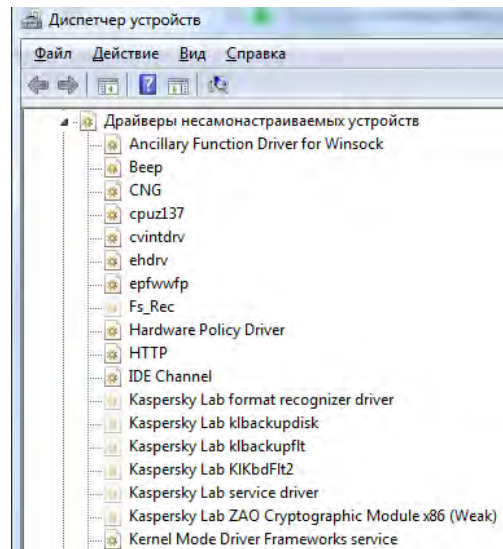 Диспетчер устройств
Файл Действие Вид Справка
Драйверы несамонастраиваемых устройств
Ancillary Function Driver for Winsock
Beep
CNG
cpuz137
cvintdrv
ehdrv
epfwwfp
Fs_Rec
Hardware Policy Driver
HTTP
IDE Channel
Kaspersky Lab format recognizer driver
Kaspersky Lab klbackupdisk
Kaspersky Lab klbackupflt
Kaspersky Lab KlKbdFlt2
Kaspersky Lab service driver
Kaspersky Lab ZAO Cryptographic Module x86 (Weak)
Kernel Mode Driver Frameworks service